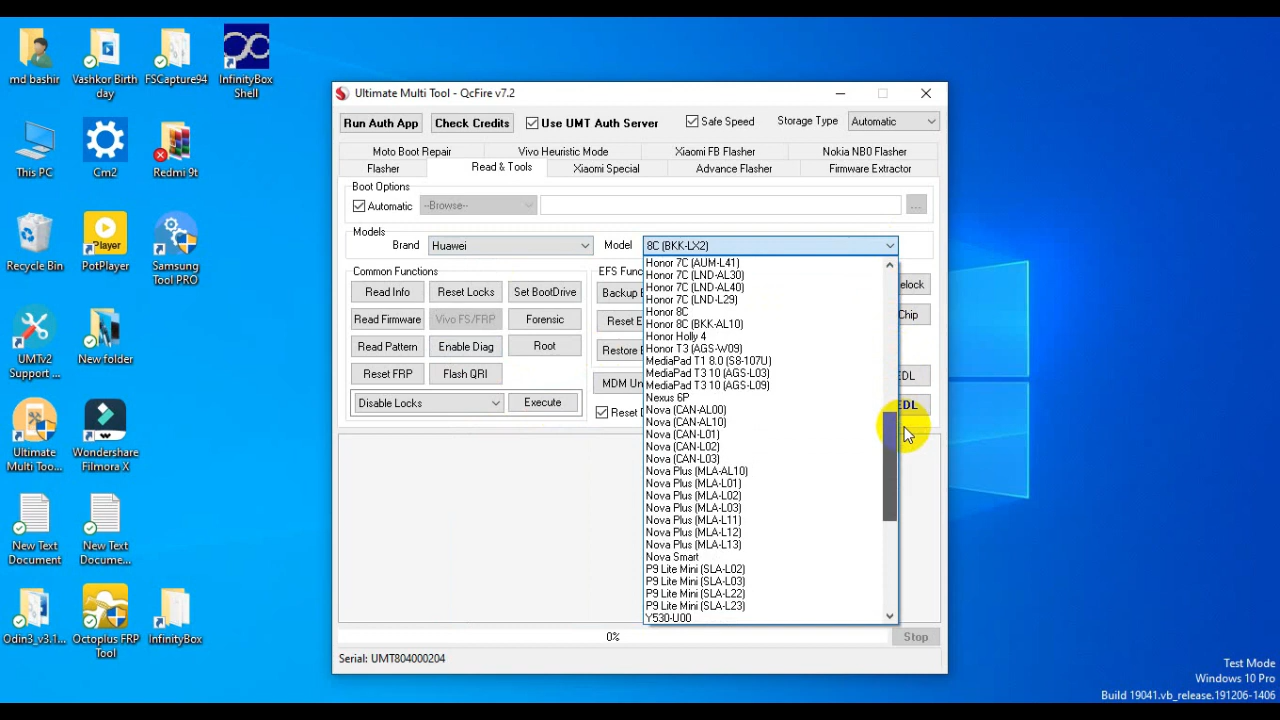 md bashir
Vashkor Birth
day
FSCapture94
InfinityBox
Shell
This PC
Cm2
Redmi 9t
Recycle Bin
Player
PotPlayer
Samsung
Tool PRO
UMTv2
Support ...
New folder
Ultimate
Multi Too...
Wondershare
Filmora X
New Text
Document
New Text
Docume...
Odin3_v3.1...
Octoplus FRP
Tool
InfinityBox
Ultimate Multi Tool - QcFire v7.2
Run Auth App
Check Credits
Use UMT Auth Server
Safe Speed
Storage Type
Automatic
Moto Boot Repair
Vivo Heuristic Mode
Xiaomi FB Flasher
Nokia NB0 Flasher
Flasher
Read & Tools
Xiaomi Special
Advance Flasher
Firmware Extractor
Boot Options
Automatic
--Browse--
...
Models
Brand
Huawei
Model
8C (BKK-LX2)
Common Functions
Read Info
Reset Locks
Set BootDrive
Read Firmware
Vivo FS/FRP
Forensic
Read Pattern
Enable Diag
Root
Reset FRP
Flash QRI
Disable Locks
Execute
EFS Func
Backup E
Reset E
Restore E
MDM Un
Reset D
elock
Chip
EDL
EDL
Honor 7C (AUM-L41)
Honor 7C (LND-AL30)
Honor 7C (LND-AL40)
Honor 7C (LND-L29)
Honor 8C
Honor 8C (BKK-AL10)
Honor Holly 4
Honor T3 (AGS-W09)
MediaPad T1 8.0 (S8-107U)
MediaPad T3 10 (AGS-L03)
MediaPad T3 10 (AGS-L09)
Nexus 6P
Nova (CAN-AL00)
Nova (CAN-AL10)
Nova (CAN-L01)
Nova (CAN-L02)
Nova (CAN-L03)
Nova Plus (MLA-AL10)
Nova Plus (MLA-L01)
Nova Plus (MLA-L02)
Nova Plus (MLA-L03)
Nova Plus (MLA-L11)
Nova Plus (MLA-L12)
Nova Plus (MLA-L13)
Nova Smart
P9 Lite Mini (SLA-L02)
P9 Lite Mini (SLA-L03)
P9 Lite Mini (SLA-L22)
P9 Lite Mini (SLA-L23)
Y530-U00
0%
Stop
Serial: UMT804000204
Test Mode
Windows 10 Pro
Build 19041.vb_release.191206-1406